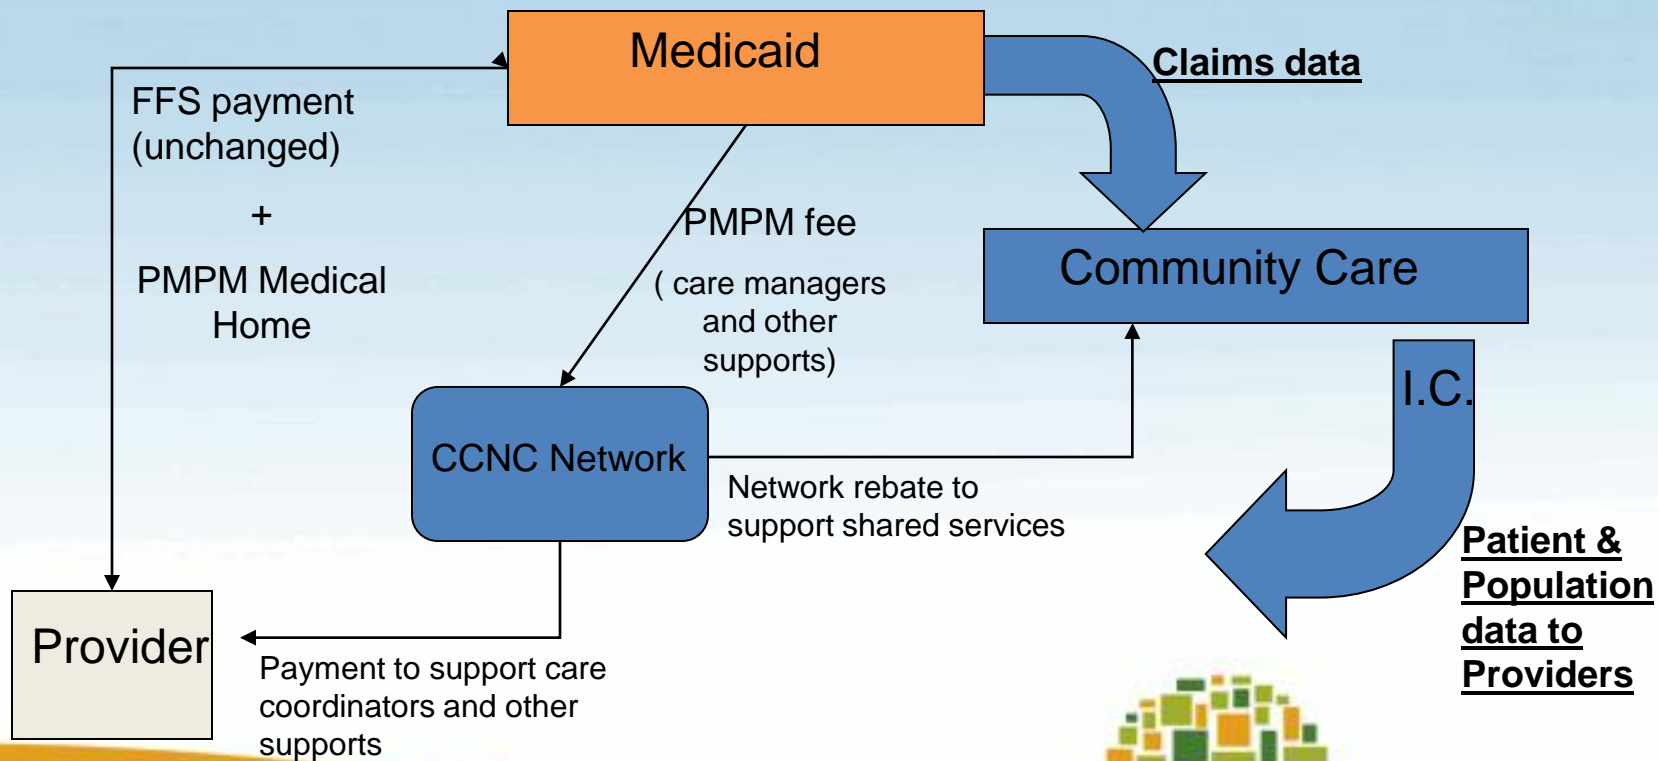 Medicaid
Claims data
FFS payment
(unchanged)
+
PMPM Medical
Home
PMPM fee
( care managers
and other
supports)
Community Care
I.C.
CCNC Network
Network rebate to
support shared services
Patient &
Population
data to
Providers
Provider
Payment to support care
coordinators and other
supports